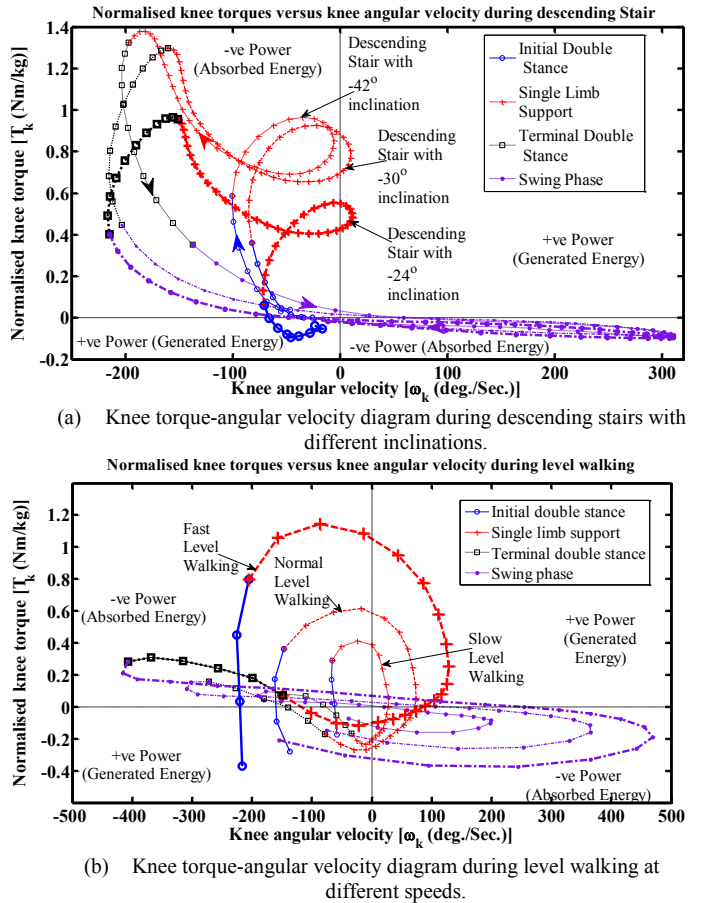 Normalised knee torques versus knee angular velocity during descending Stair
Normalised knee torque [T_k (Nm/kg)]
1.4
1.2
1
0.8
0.6
0.4
0.2
0
-0.2
-ve Power
(Absorbed Energy)
Descending
Stair with
-42°
inclination
Descending
Stair with
-30°
inclination
Descending
Stair with
-24°
inclination
Initial Double
Stance
Single Limb
Support
Terminal Double
Stance
Swing Phase
+ve Power
(Generated Energy)
+ve Power (Generated Energy)
-ve Power (Absorbed Energy)
-200
-100
0
100
200
300
Knee angular velocity [ω_k (deg./Sec.)]
(a) Knee torque-angular velocity diagram during descending stairs with
different inclinations.
Normalised knee torques versus knee angular velocity during level walking
Normalised knee torque [T_k (Nm/kg)]
1.2
1
0.8
0.6
0.4
0.2
0
-0.2
-0.4
Fast
Level
Walking
Normal
Level
Walking
Slow
Level
Walking
Initial double stance
Single limb support
Terminal double stance
Swing phase
-ve Power
(Absorbed Energy)
+ve Power
(Generated
Energy)
+ve Power
(Generated Energy)
-ve Power
(Absorbed Energy)
-500
-400
-300
-200
-100
0
100
200
300
400
500
Knee angular velocity [ω_k (deg./Sec.)]
(b) Knee torque-angular velocity diagram during level walking at
different speeds.